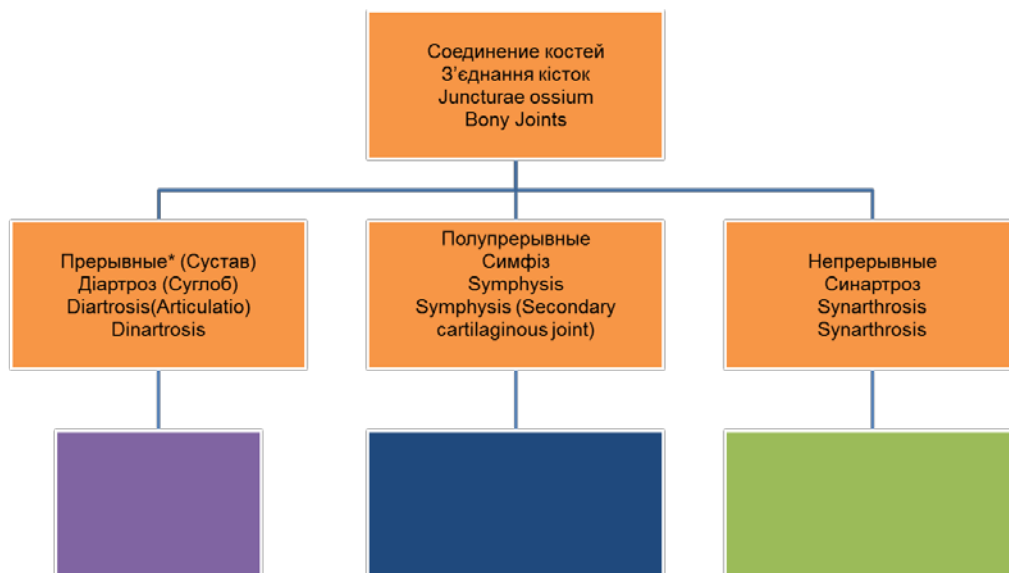 Соединение костей
З’єднання кісток
Juncturae ossium
Bony Joints
Прерывные* (Сустав)
Діартроз (Суглоб)
Diartrosis(Articulatio)
Dinartrosis
Полупрерывные
Симфіз
Symphysis
Symphysis (Secondary
cartilaginous joint)
Непрерывные
Синартроз
Synarthrosis
Synarthrosis